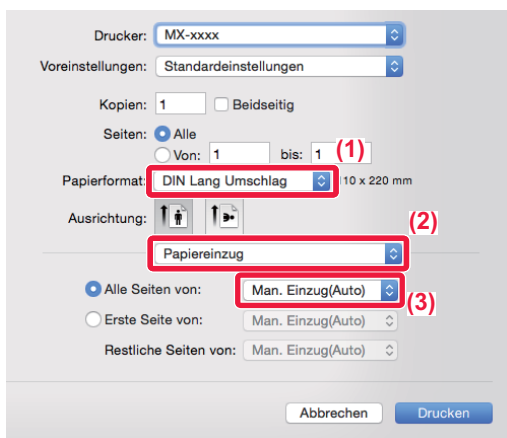 Drucker: MX-xxxx
Voreinstellungen: Standardeinstellungen
Kopien: 1 Beidseitig
Seiten: Alle
Von: 1 bis: 1 (1)
Papierformat: DIN Lang Umschlag 110 x 220 mm
Ausrichtung:
(2)
Papiereinzug
Alle Seiten von: Man. Einzug(Auto)
(3)
Erste Seite von: Man. Einzug(Auto)
Restliche Seiten von: Man. Einzug(Auto)
Abbrechen Drucken